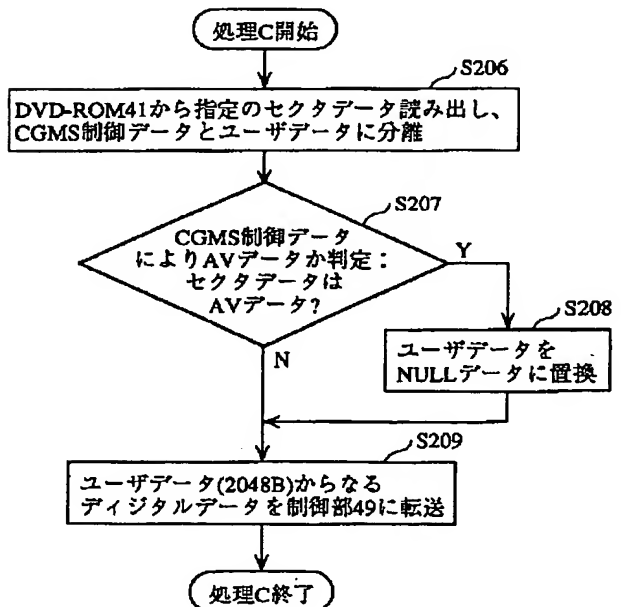 処理C開始
S206
DVD-ROM41から指定のセクタデータ読み出し、
CGMS制御データとユーザデータに分離
S207
CGMS制御データ
によりAVデータか判定：
セクタデータは
AVデータ?
Y
N
S208
ユーザデータを
NULLデータに置換
S209
ユーザデータ(2048B)からなる
ディジタルデータを制御部49に転送
処理C終了